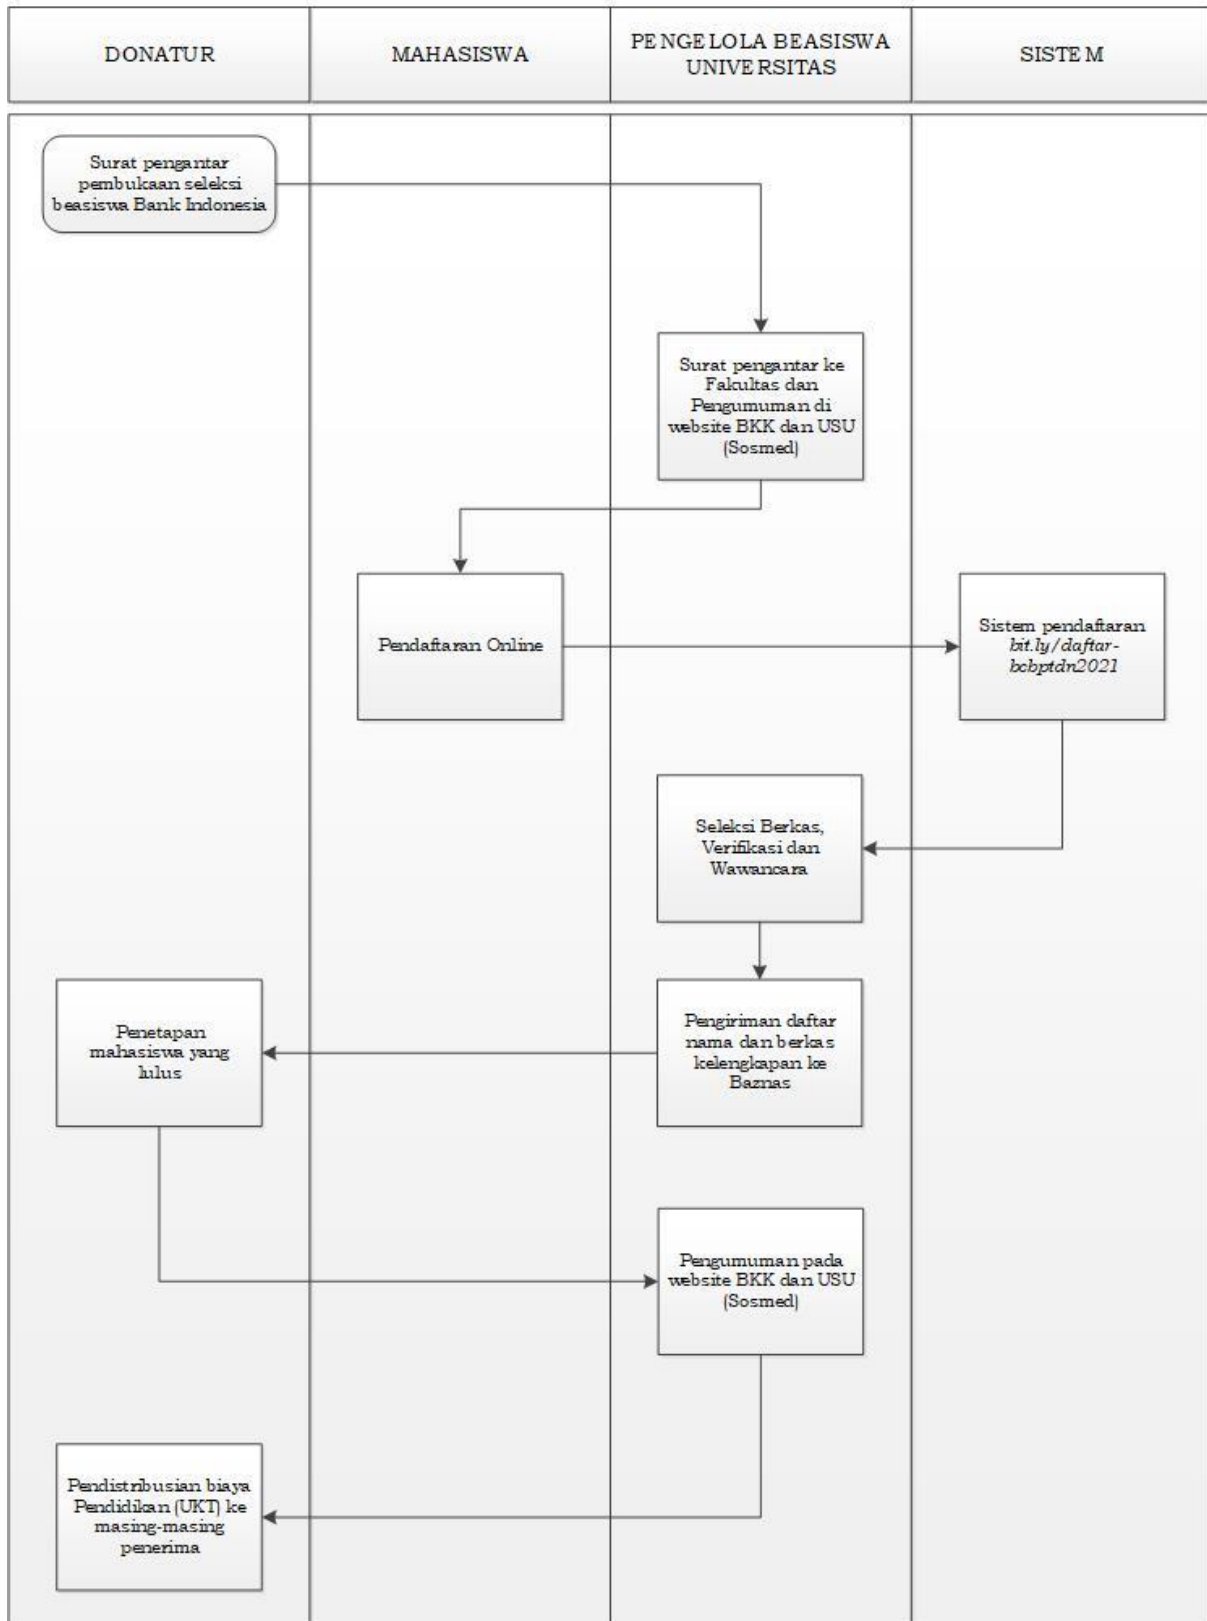 DONATUR
MAHASISWA
PENGELOLA BEASISWA
UNIVERSITAS
SISTEM
Surat pengantar
pembukaan seleksi
beasiswa Bank Indonesia
Surat pengantar ke
Fakultas dan
Pengumuman di
website BKK dan USU
(Sosmed)
Pendaftaran Online
Sistem pendaftaran
bit.ly/daftar-
bcbptdn2021
Seleksi Berkas,
Verifikasi dan
Wawancara
Penetapan
mahasiswa yang
lulus
Pengiriman daftar
nama dan berkas
kelengkapan ke
Baznas
Pengumuman pada
website BKK dan USU
(Sosmed)
Pendistribusian biaya
Pendidikan (UKT) ke
masing-masing
penerima